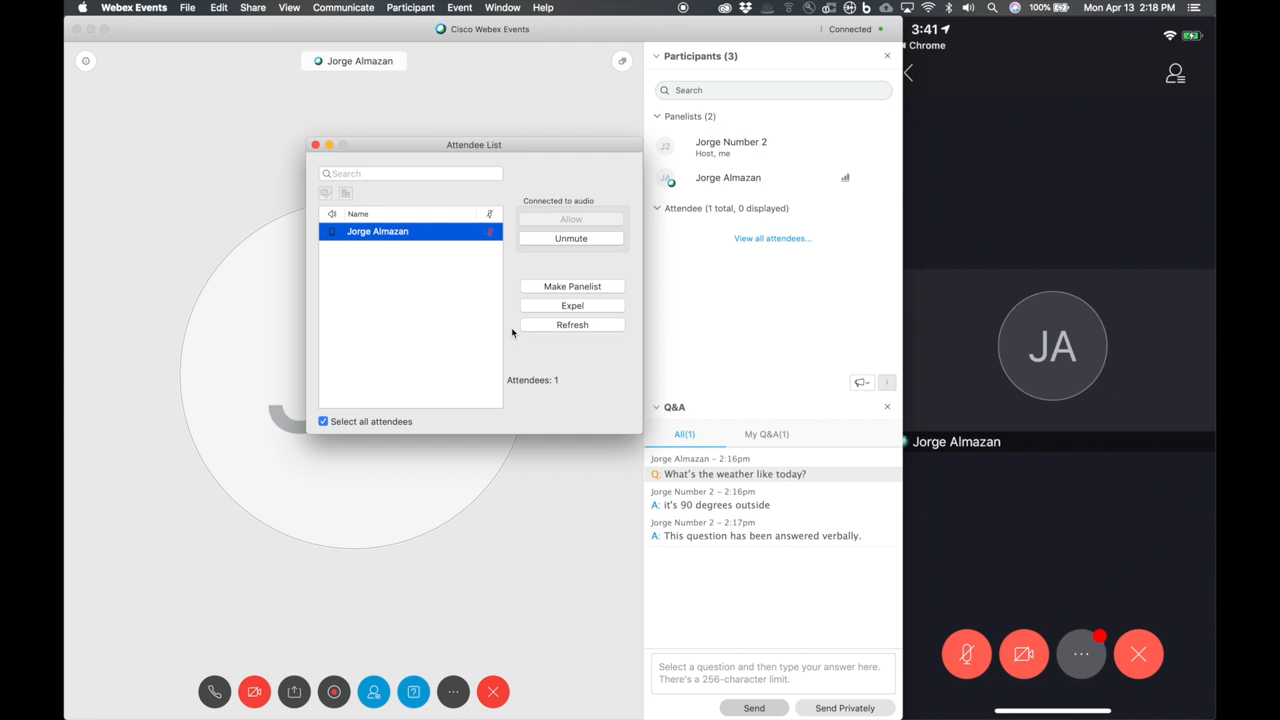 Webex Events File Edit Share View Communicate Participant Event Window Help 100% Mon Apr 13 2:18 PM
Cisco Webex Events
Connected
Jorge Almazan
Attendee List
Search
Name
Jorge Almazan
Connected to audio
Allow
Unmute
Make Panelist
Expel
Refresh
Attendees: 1
Select all attendees
Participants (3)
Search
Panelists (2)
J2
Jorge Number 2
Host, me
JA
Jorge Almazan
Attendee (1 total, 0 displayed)
View all attendees...
Q&A
All(1) My Q&A(1)
Jorge Almazan – 2:16pm
Q: What's the weather like today?
Jorge Number 2 – 2:16pm
A: it's 90 degrees outside
Jorge Number 2 – 2:17pm
A: This question has been answered verbally.
Select a question and then type your answer here.
There's a 256-character limit.
Send Send Privately
3:41
Chrome
JA
Jorge Almazan